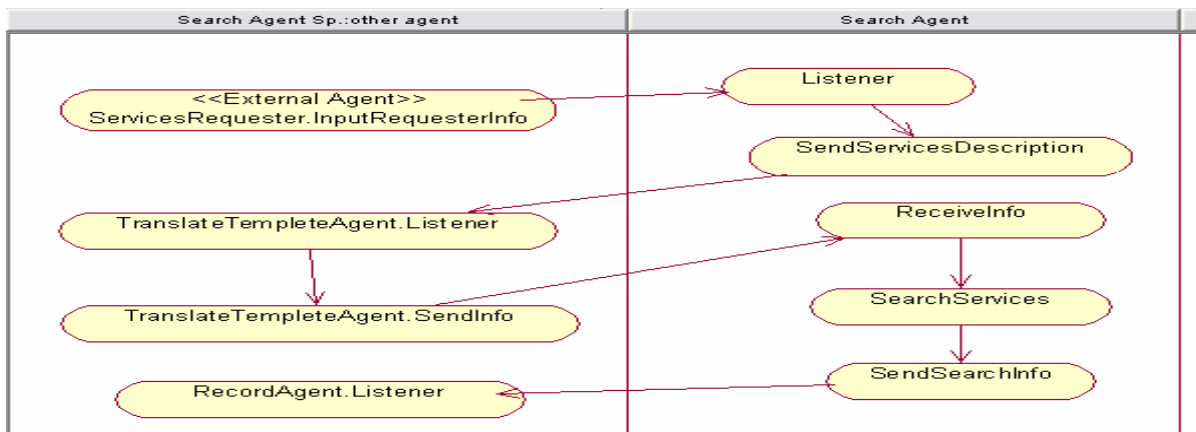 Search Agent Sp.:other agent
Search Agent
<<External Agent>>
ServicesRequester.InputRequesterInfo
Listener
SendServicesDescription
TranslateTempleteAgent.Listener
ReceiveInfo
TranslateTempleteAgent.SendInfo
SearchServices
RecordAgent.Listener
SendSearchInfo